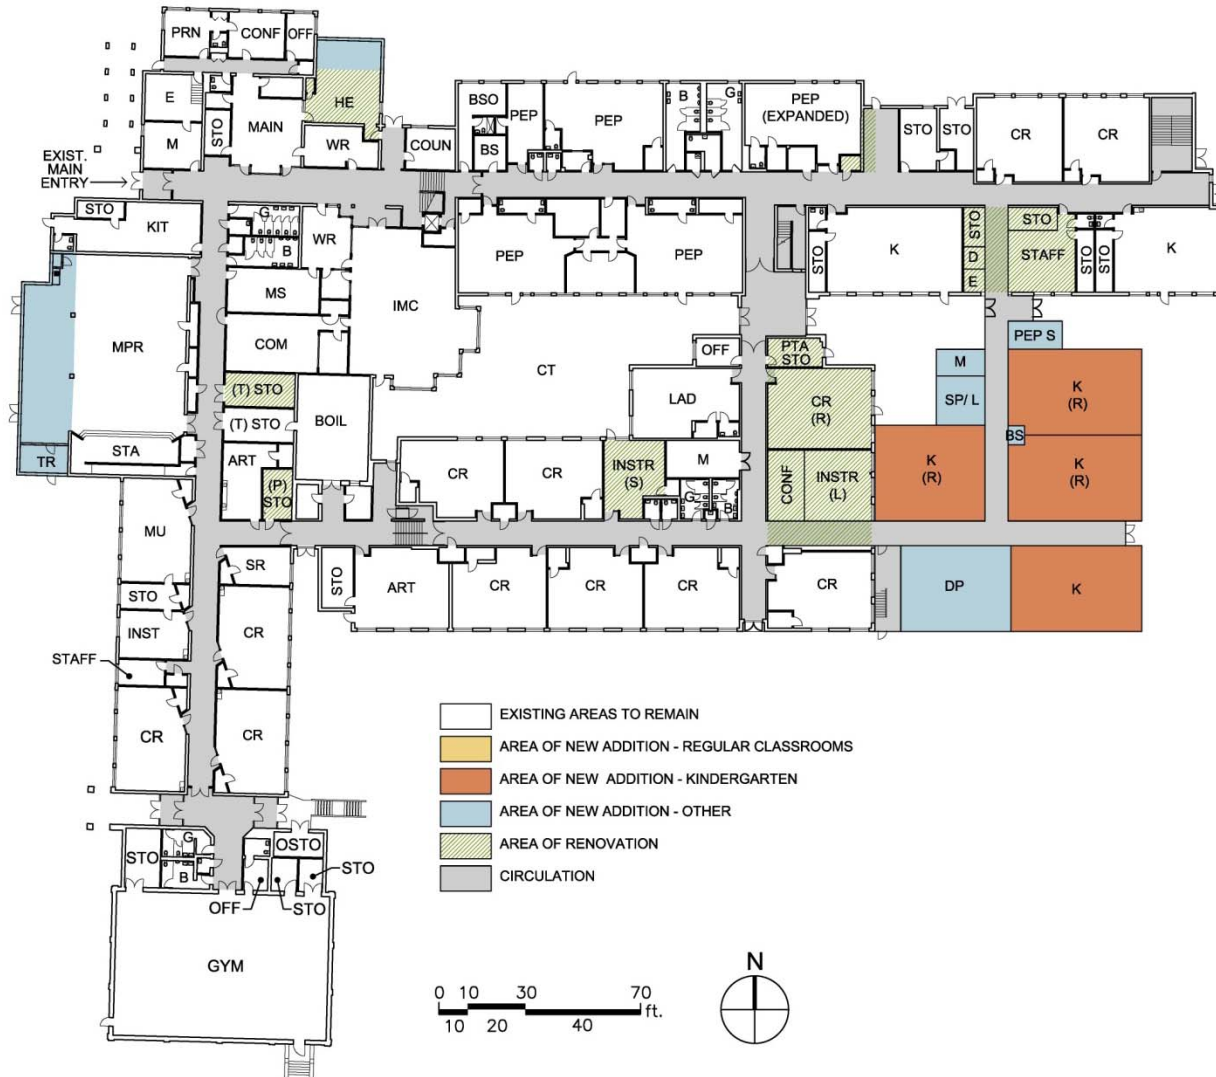 PRN
CONF
OFF
HE
E
M
STO
MAIN
WR
COUN
BSO
BS
PEP
PEP
B
G
PEP
(EXPANDED)
STO
STO
CR
CR
EXIST.
MAIN
ENTRY
STO
KIT
G
B
WR
PEP
PEP
STO
K
STO
D
E
STO
STAFF
STO
STO
K
MPR
MS
COM
IMC
CT
OFF
PTA
STO
PEP S
M
SP/ L
K
(R)
(T) STO
(T) STO
BOIL
LAD
CR
(R)
BS
K
(R)
K
(R)
TR
STA
ART
(P)
STO
CR
CR
INSTR
(S)
M
G
B
CONF
INSTR
(L)
MU
SR
STO
ART
CR
CR
CR
CR
DP
K
STO
INST
CR
STAFF
CR
CR
G
B
STO
OSTO
STO
OFF
STO
GYM
EXISTING AREAS TO REMAIN
AREA OF NEW ADDITION - REGULAR CLASSROOMS
AREA OF NEW ADDITION - KINDERGARTEN
AREA OF NEW ADDITION - OTHER
AREA OF RENOVATION
CIRCULATION
0 10 30 70
ft.
10 20 40
N